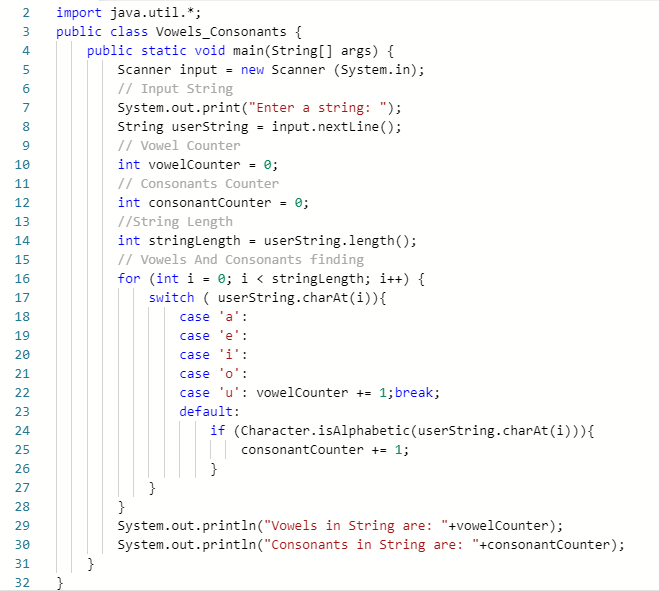 2 import java.util.*;
3 public class Vowels_Consonants {
4 public static void main(String[] args) {
5 Scanner input = new Scanner (System.in);
6 // Input String
7 System.out.print("Enter a string: ");
8 String userString = input.nextLine();
9 // Vowel Counter
10 int vowelCounter = 0;
11 // Consonants Counter
12 int consonantCounter = 0;
13 //String Length
14 int stringLength = userString.length();
15 // Vowels And Consonants finding
16 for (int i = 0; i < stringLength; i++) {
17 switch ( userString.charAt(i)){
18 case 'a':
19 case 'e':
20 case 'i':
21 case 'o':
22 case 'u': vowelCounter += 1;break;
23 default:
24 if (Character.isAlphabetic(userString.charAt(i))){
25 consonantCounter += 1;
26 }
27 }
28 }
29 System.out.println("Vowels in String are: "+vowelCounter);
30 System.out.println("Consonants in String are: "+consonantCounter);
31 }
32 }